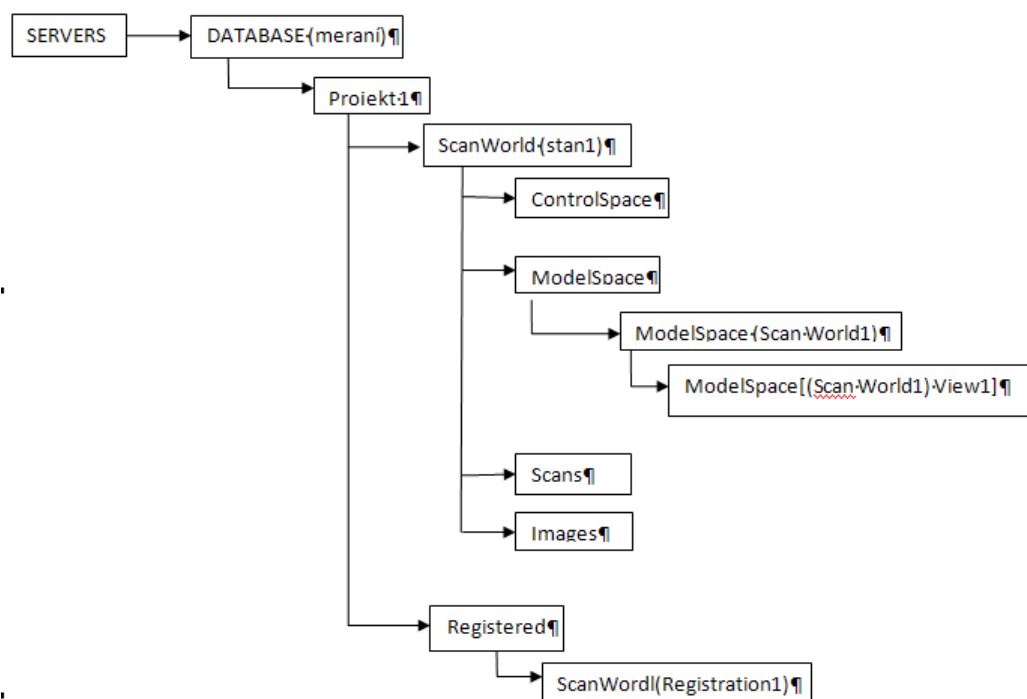 SERVERS
DATABASE·(meraní)¶
Projekt·1¶
ScanWorld·(stan1)¶
ControlSpace¶
ModelSpace¶
ModelSpace·(Scan·World1)¶
ModelSpace[(Scan·World1)·View1]¶
Scans¶
Images¶
Registered¶
ScanWordl(Registration1)¶